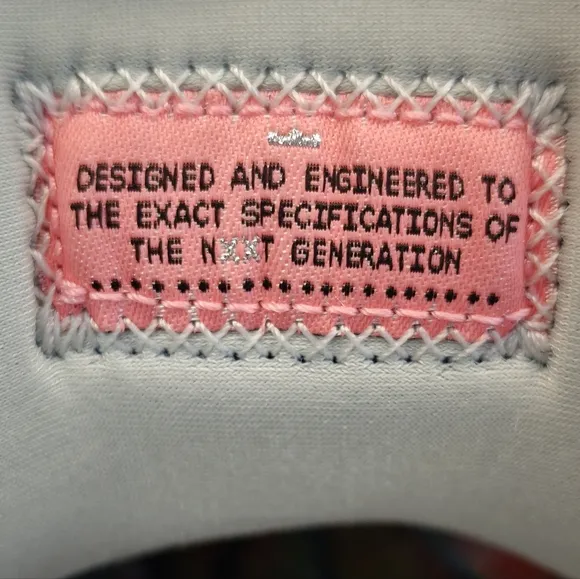 DESIGNED AND ENGINEERED TO
THE EXACT SPECIFICATIONS OF
THE NXXT GENERATION